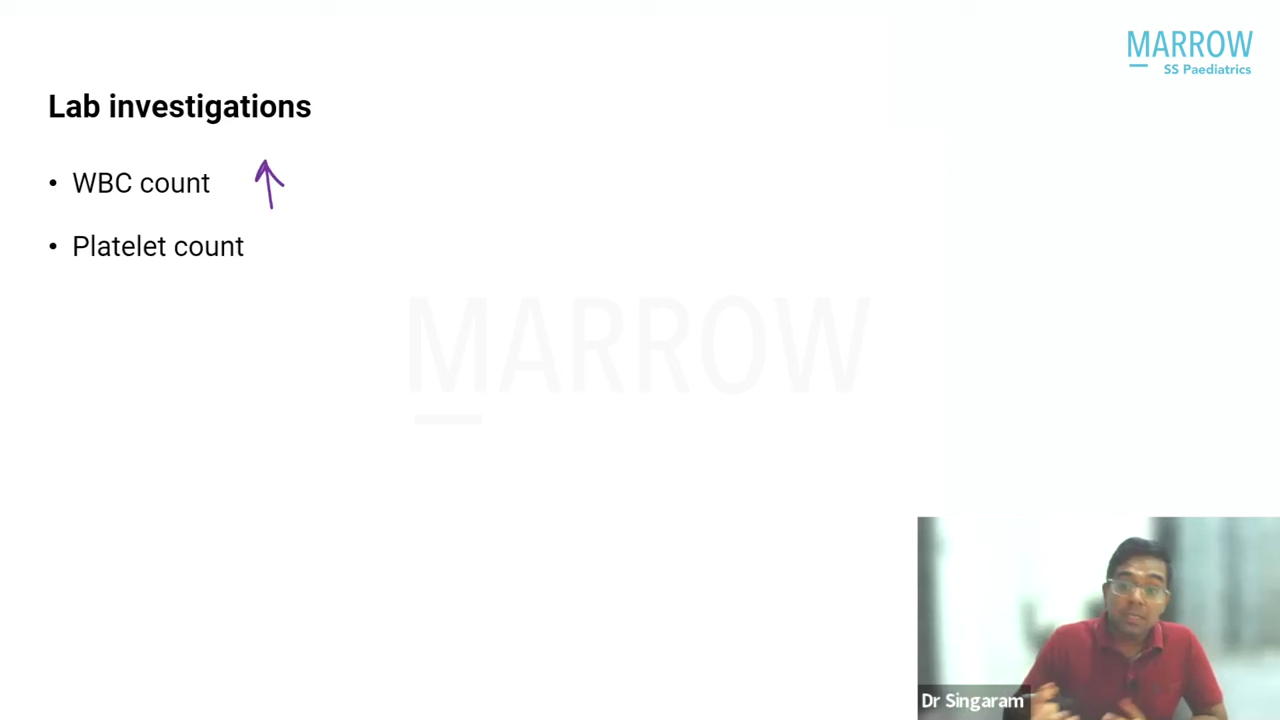 MARROW
SS Paediatrics
Lab investigations
• WBC count ↑
• Platelet count
MARROW
Dr Singaram